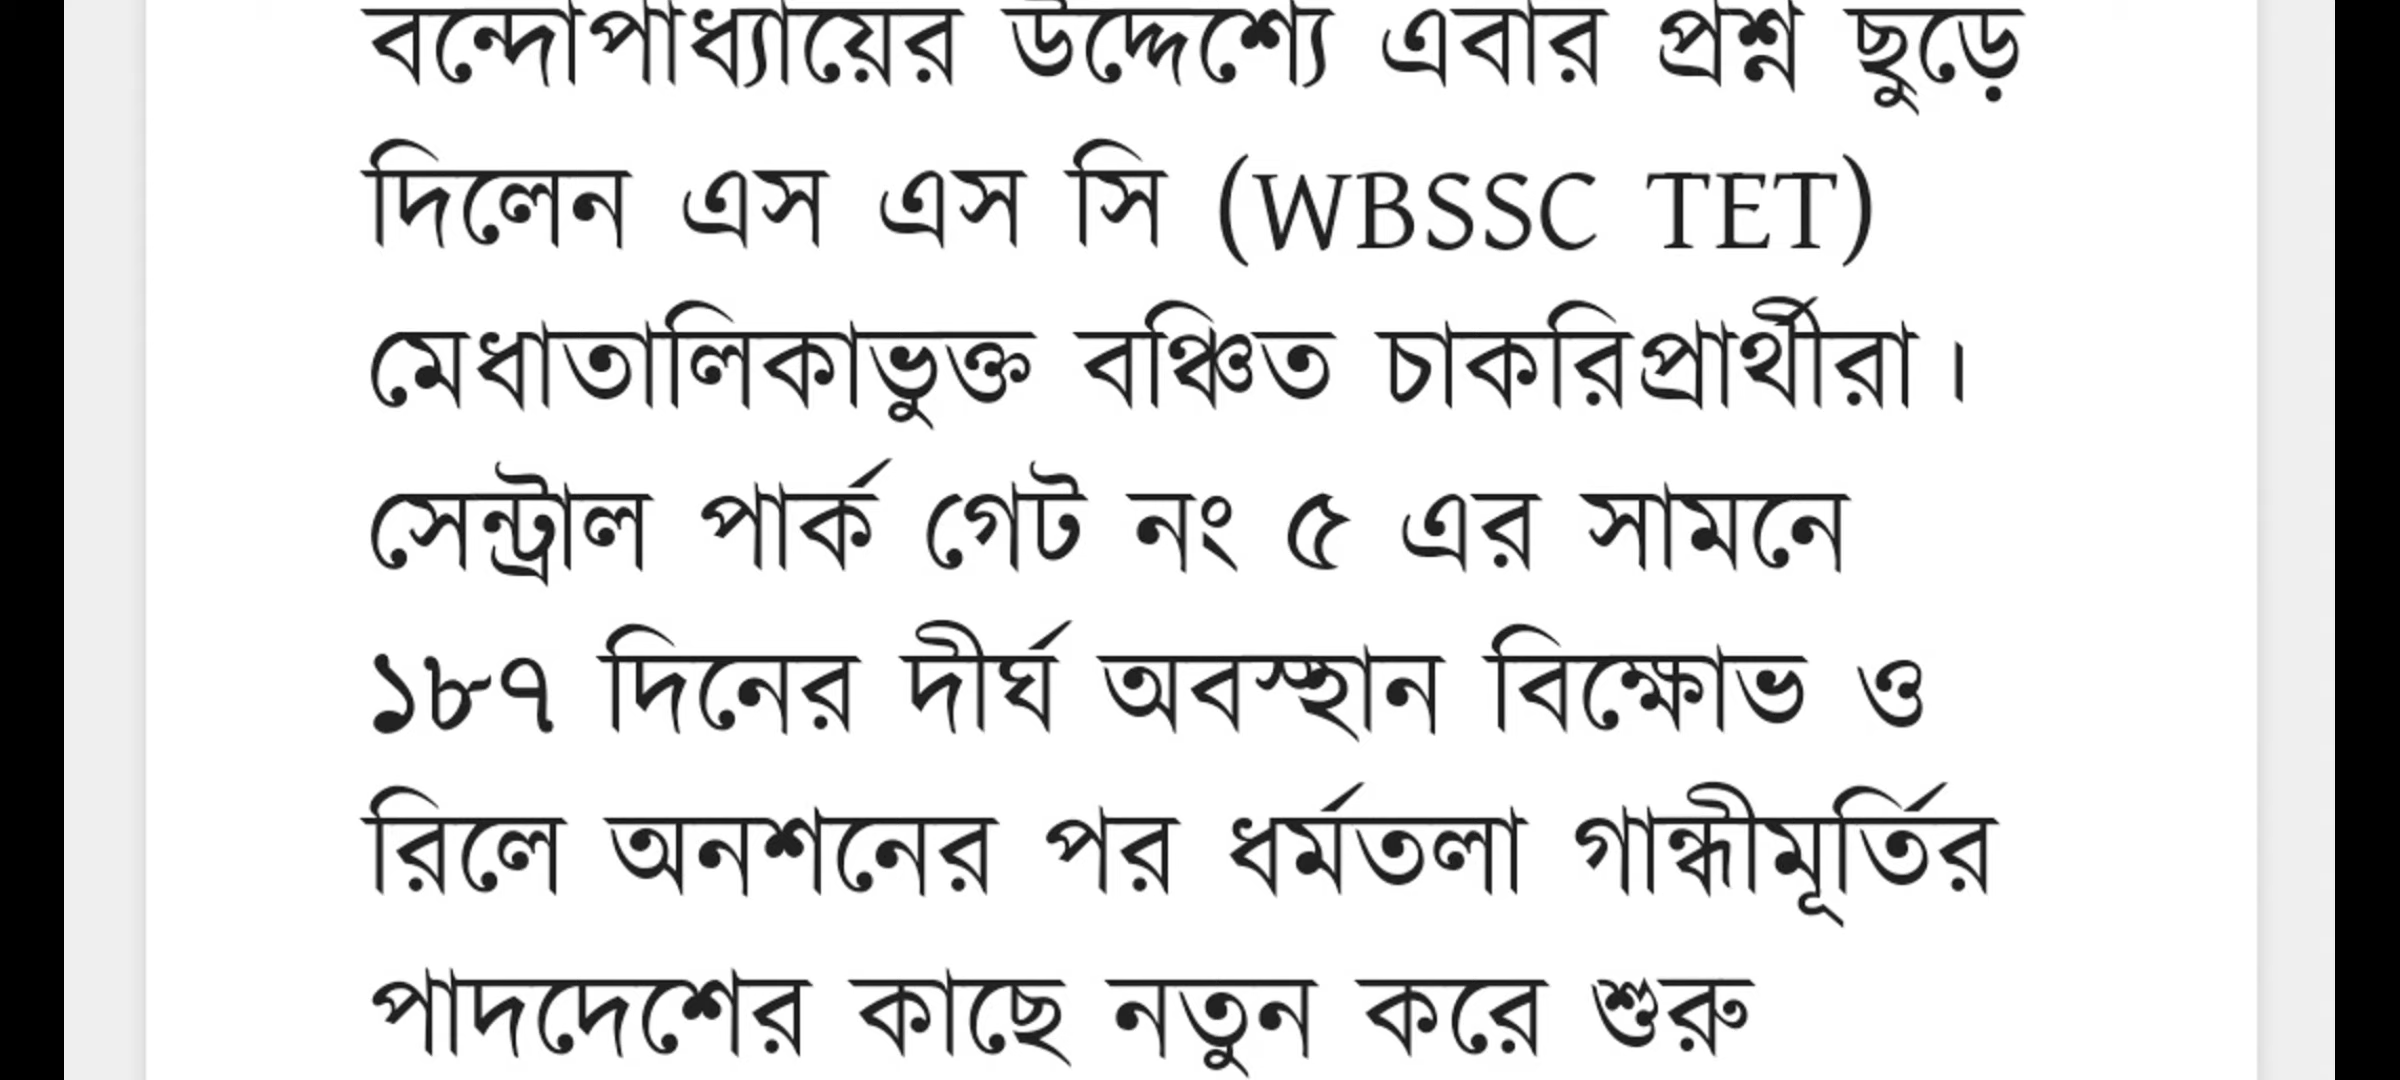 বন্দোপাধ্যায়ের উদ্দেশ্যে এবার প্রশ্ন ছুড়ে
দিলেন এস এস সি (WBSSC TET)
মেধাতালিকাভুক্ত বঞ্চিত চাকরিপ্রার্থীরা।
সেন্ট্রাল পার্ক গেট নং ৫ এর সামনে
১৮৭ দিনের দীর্ঘ অবস্থান বিক্ষোভ ও
রিলে অনশনের পর ধর্মতলা গান্ধীমূর্তির
পাদদেশের কাছে নতুন করে শুরু